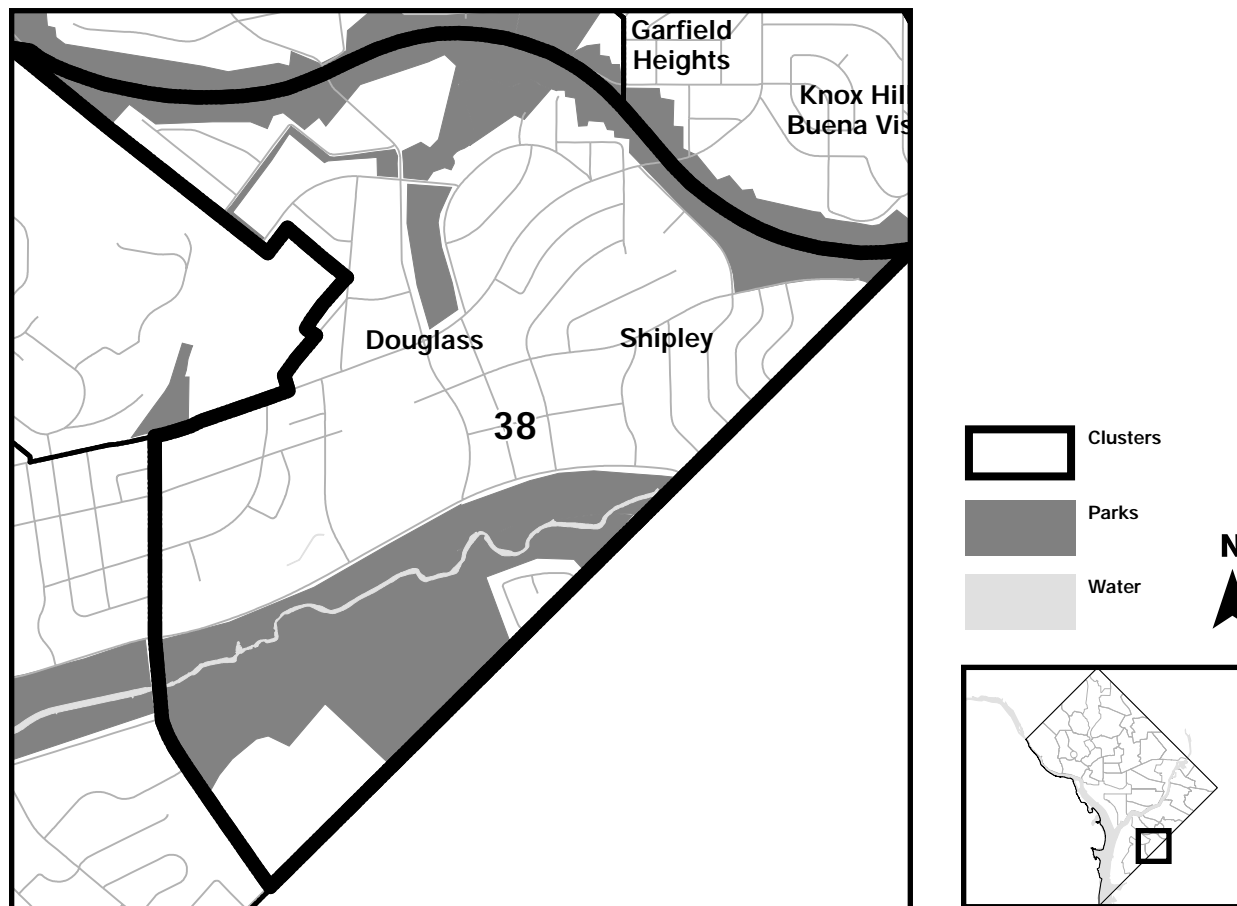 Garfield
Heights
Knox Hil
Buena Vis
Douglass
Shipley
38
Clusters
Parks
Water
N